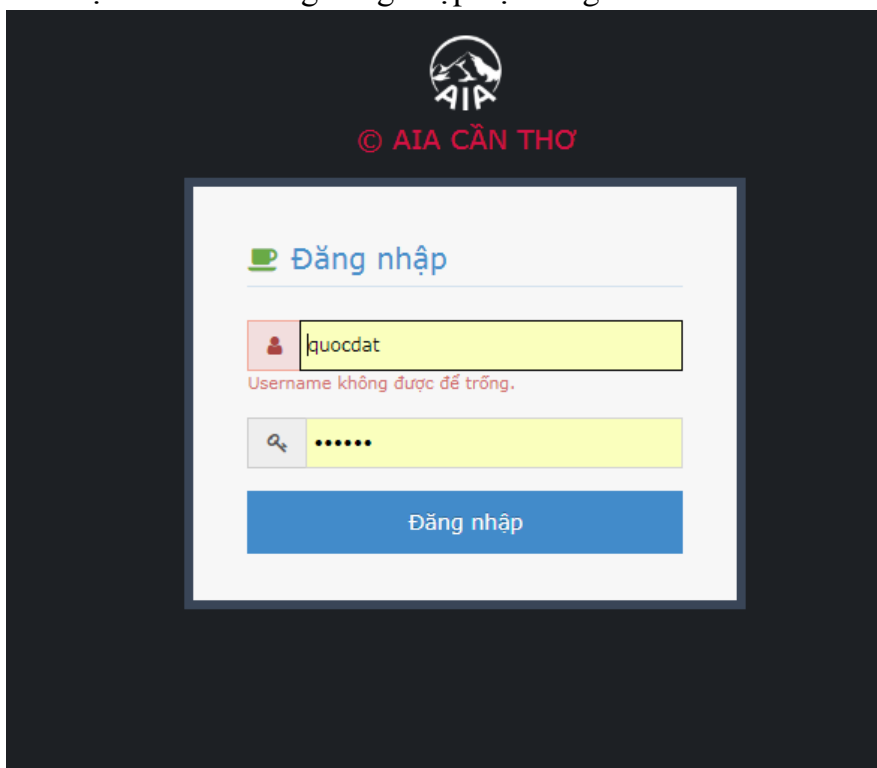 AIA
© AIA CẦN THƠ
Đăng nhập
quocdat
Username không được để trống.
••••••
Đăng nhập